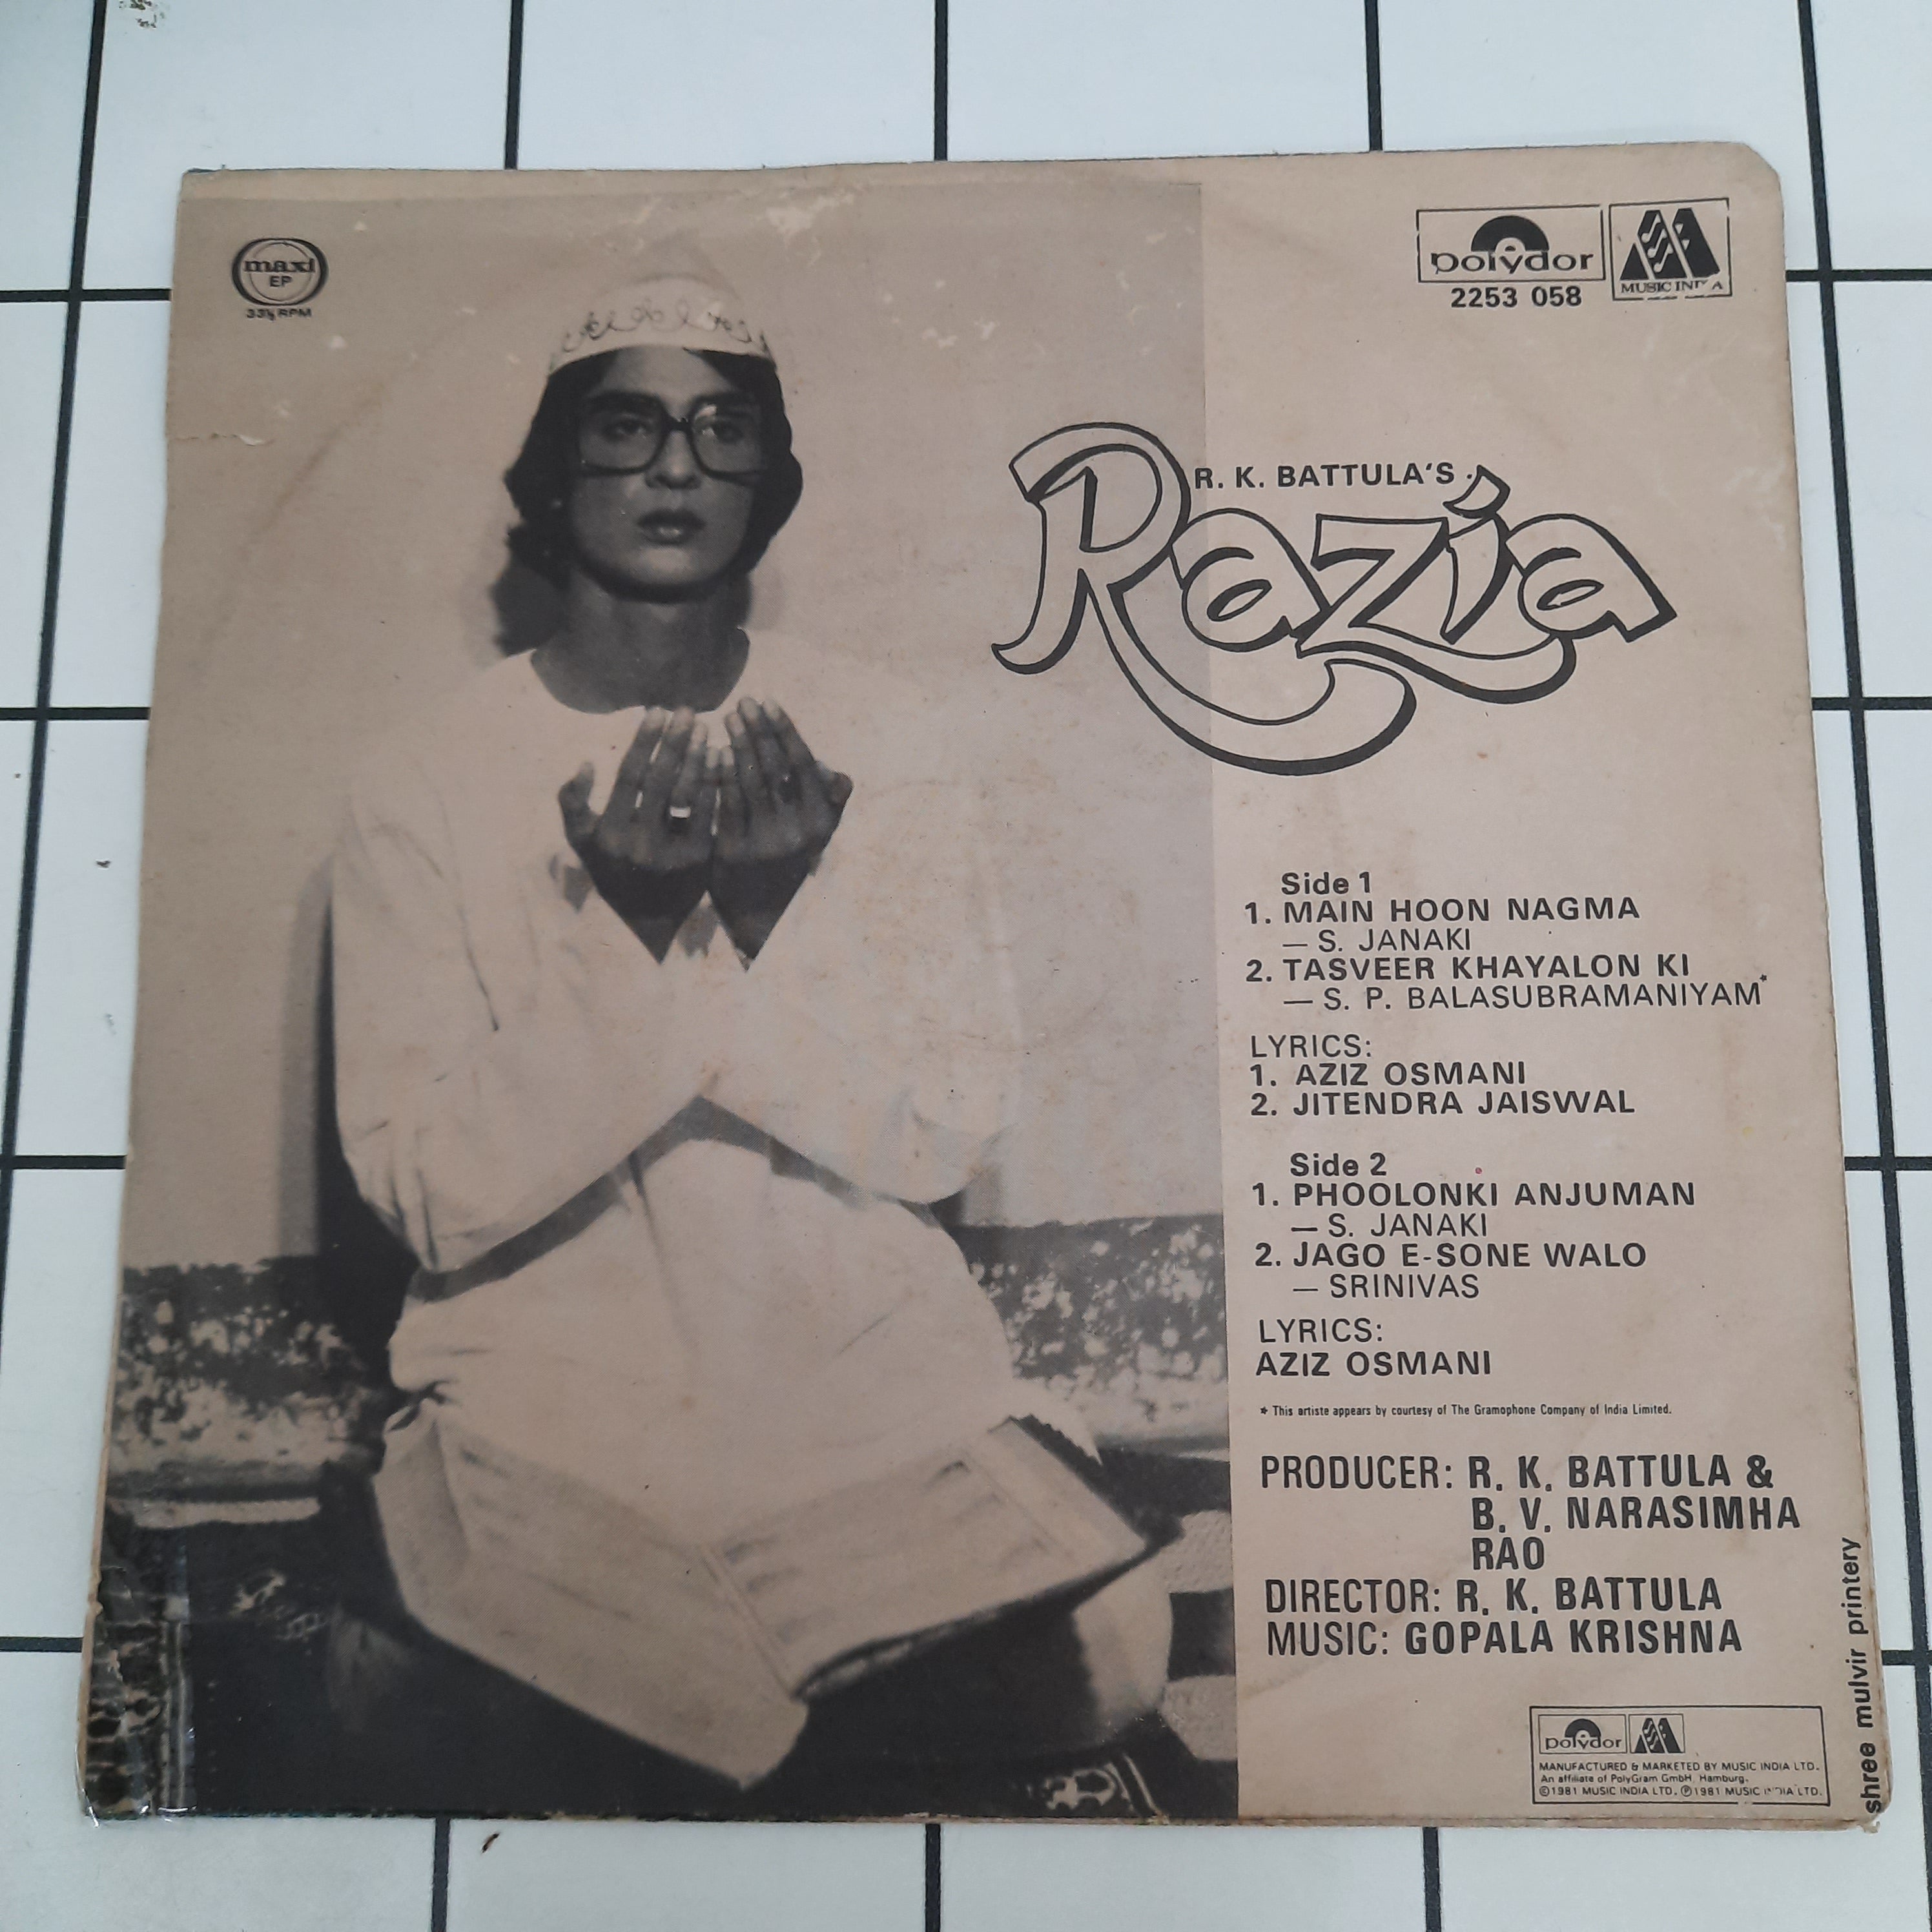 maxi
EP
33⅓ RPM
polydor
2253 058
MUSIC INDIA
R. K. BATTULA'S
Razia
Side 1
1. MAIN HOON NAGMA
— S. JANAKI
2. TASVEER KHAYALON KI
— S. P. BALASUBRAMANIYAM*
LYRICS:
1. AZIZ OSMANI
2. JITENDRA JAISWAL
Side 2
1. PHOOLONKI ANJUMAN
— S. JANAKI
2. JAGO E-SONE WALO
— SRINIVAS
LYRICS:
AZIZ OSMANI
* This artiste appears by courtesy of The Gramophone Company of India Limited.
PRODUCER: R. K. BATTULA &
B. V. NARASIMHA
RAO
DIRECTOR: R. K. BATTULA
MUSIC: GOPALA KRISHNA
polydor
MANUFACTURED & MARKETED BY MUSIC INDIA LTD.
An affiliate of PolyGram GmbH, Hamburg.
©1981 MUSIC INDIA LTD. ℗1981 MUSIC INDIA LTD.
shree mulvir printery